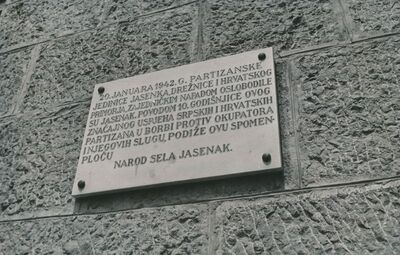 20. JANUARA 1942. G. PARTIZANSKE
JEDINICE JASENKA, DREŽNICE I HRVATSKOG
PRIMORJA, ZAJEDNIČKIM NAPADOM OSLOBODILE
SU JASENAK. POVODOM 10. GODIŠNJICE OVOG
ZNAČAJNOG USPJEHA SRPSKIH I HRVATSKIH
PARTIZANA U BORBI PROTIV OKUPATORA
I NJEGOVIH SLUGU, PODIŽE OVU SPOMEN-
PLOČU
NAROD SELA JASENAK.